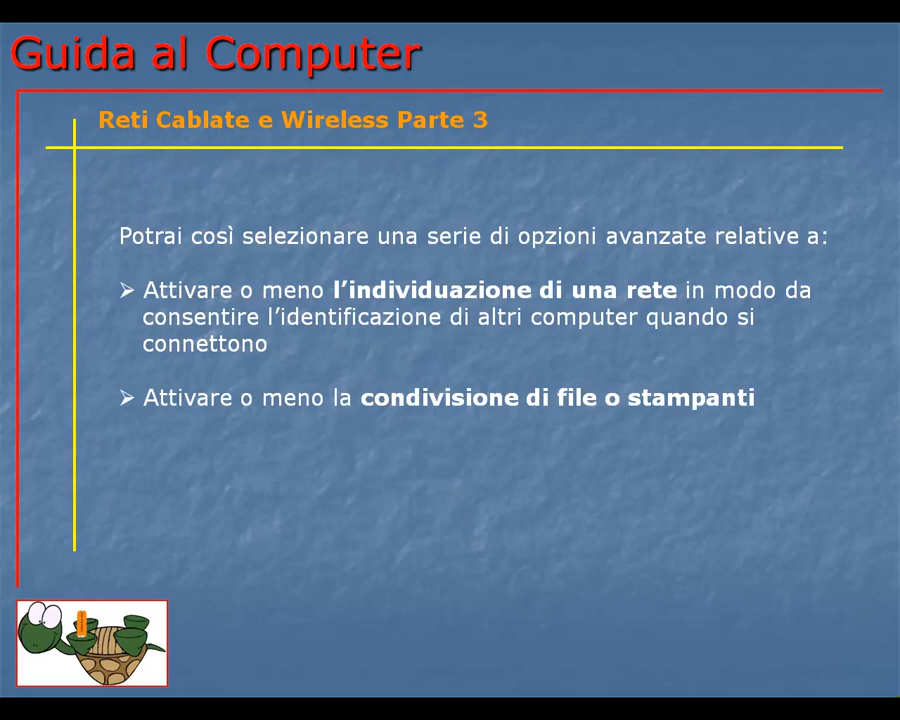 Guida al Computer
Reti Cablate e Wireless Parte 3
Potrai così selezionare una serie di opzioni avanzate relative a:
➢ Attivare o meno l’individuazione di una rete in modo da
consentire l’identificazione di altri computer quando si
connettono
➢ Attivare o meno la condivisione di file o stampanti